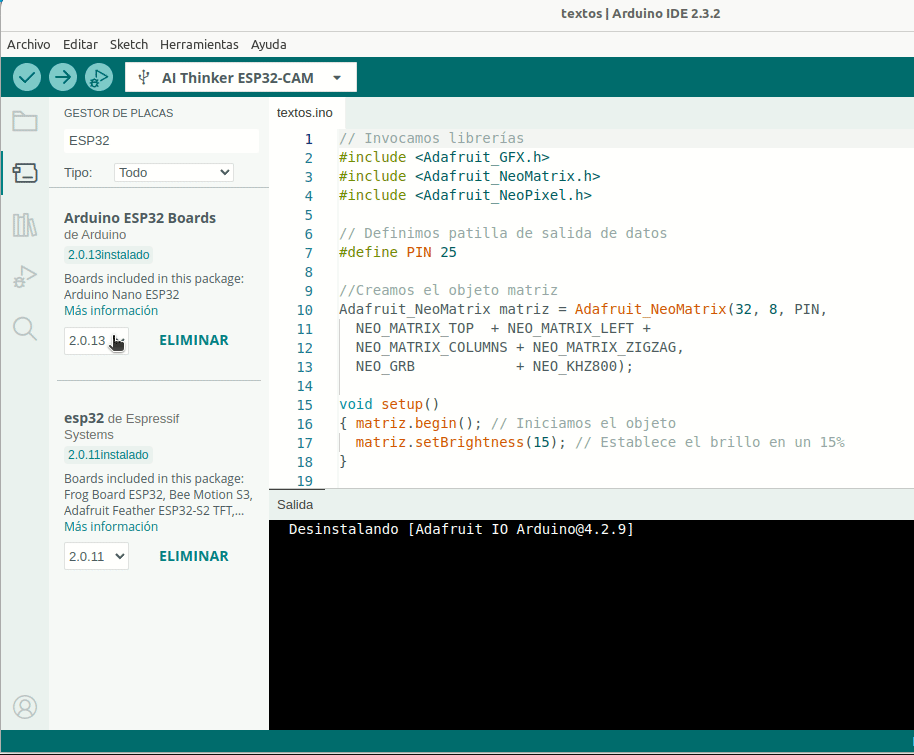 textos | Arduino IDE 2.3.2
Archivo Editar Sketch Herramientas Ayuda
AI Thinker ESP32-CAM
GESTOR DE PLACAS
ESP32
Tipo: Todo
Arduino ESP32 Boards
de Arduino
2.0.13instalado
Boards included in this package:
Arduino Nano ESP32
Más información
2.0.13 ELIMINAR
esp32 de Espressif
Systems
2.0.11instalado
Boards included in this package:
Frog Board ESP32, Bee Motion S3,
Adafruit Feather ESP32-S2 TFT,...
Más información
2.0.11 ELIMINAR
textos.ino
1 // Invocamos librerías
2 #include <Adafruit_GFX.h>
3 #include <Adafruit_NeoMatrix.h>
4 #include <Adafruit_NeoPixel.h>
5
6 // Definimos patilla de salida de datos
7 #define PIN 25
8
9 //Creamos el objeto matriz
10 Adafruit_NeoMatrix matriz = Adafruit_NeoMatrix(32, 8, PIN,
11 NEO_MATRIX_TOP + NEO_MATRIX_LEFT +
12 NEO_MATRIX_COLUMNS + NEO_MATRIX_ZIGZAG,
13 NEO_GRB + NEO_KHZ800);
14
15 void setup()
16 { matriz.begin(); // Iniciamos el objeto
17 matriz.setBrightness(15); // Establece el brillo en un 15%
18 }
19
Salida
Desinstalando [Adafruit IO Arduino@4.2.9]